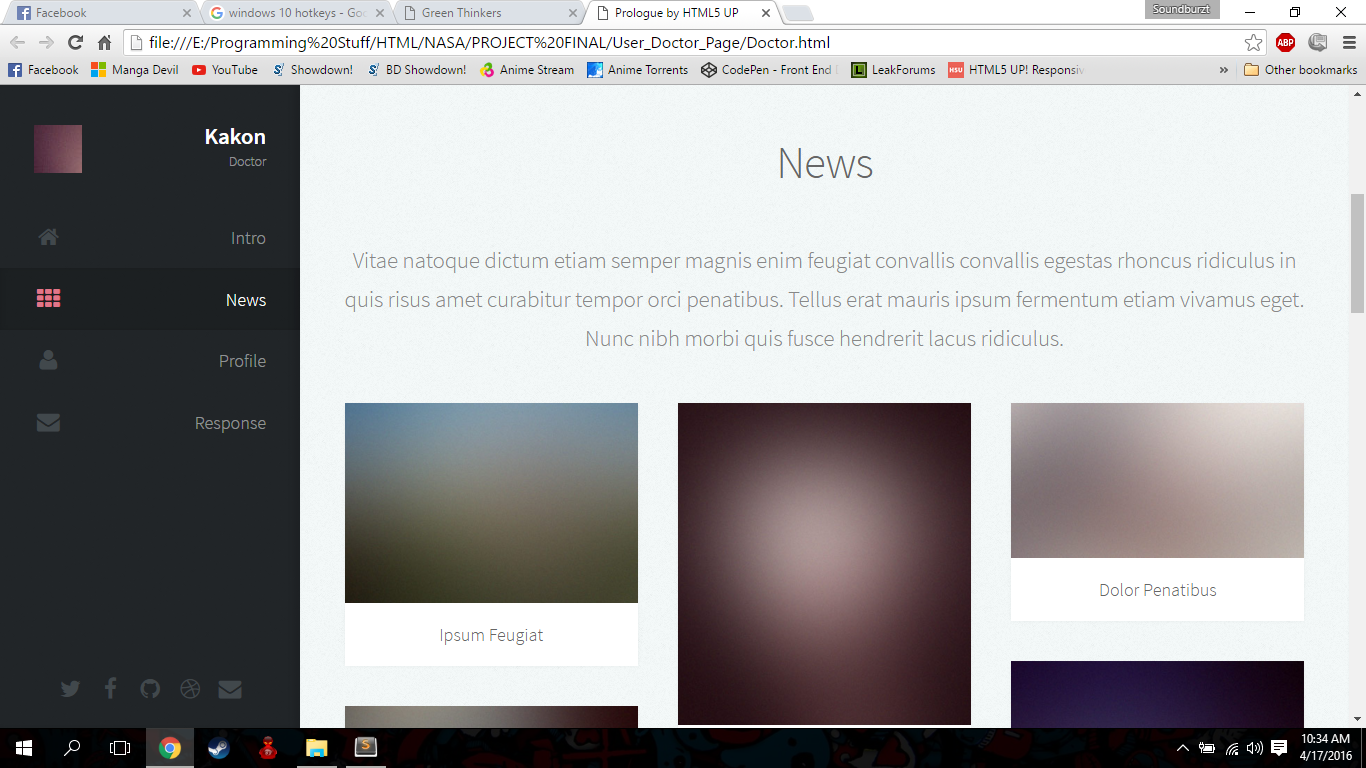 Facebook
windows 10 hotkeys - Goo
Green Thinkers
Prologue by HTML5 UP
Soundburzt
file:///E:/Programming%20Stuff/HTML/NASA/PROJECT%20FINAL/User_Doctor_Page/Doctor.html
ABP
Facebook
Manga Devil
YouTube
Showdown!
BD Showdown!
Anime Stream
Anime Torrents
CodePen - Front End
L
LeakForums
HSU
HTML5 UP! Responsiv
»
Other bookmarks
Kakon
Doctor
Intro
News
Profile
Response
News
Vitae natoque dictum etiam semper magnis enim feugiat convallis convallis egestas rhoncus ridiculus in
quis risus amet curabitur tempor orci penatibus. Tellus erat mauris ipsum fermentum etiam vivamus eget.
Nunc nibh morbi quis fusce hendrerit lacus ridiculus.
Ipsum Feugiat
Dolor Penatibus
10:34 AM
4/17/2016